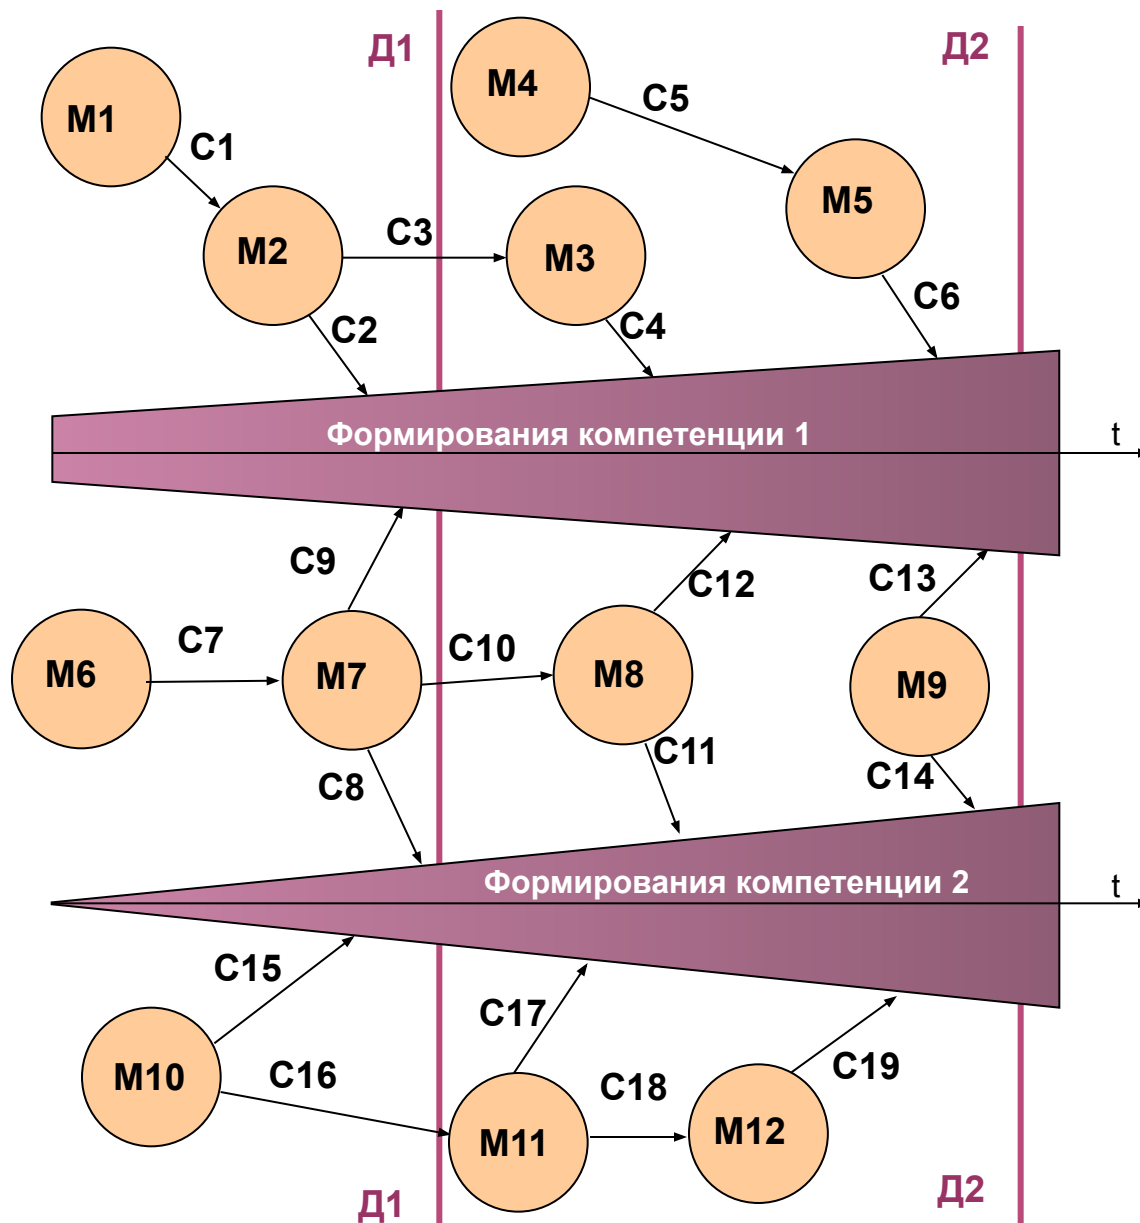 Д1
Д2
М4
М1
С5
С1
М5
М2
С3
М3
С6
С2
С4
Формирования компетенции 1
t
С9
С12
С13
С7
С10
М6
М7
М8
М9
С11
С8
С14
Формирования компетенции 2
t
С15
С17
С16
С19
М10
С18
М11
М12
Д1
Д2